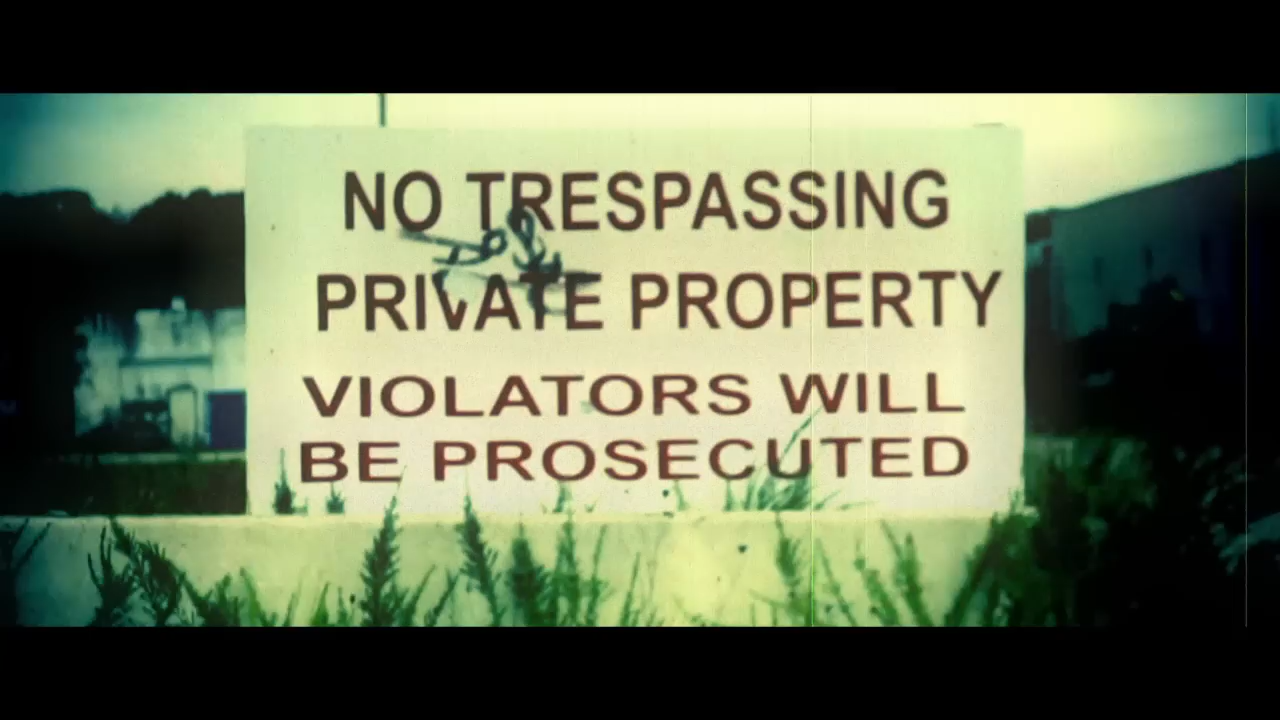 NO TRESPASSING
PRIVATE PROPERTY
VIOLATORS WILL
BE PROSECUTED